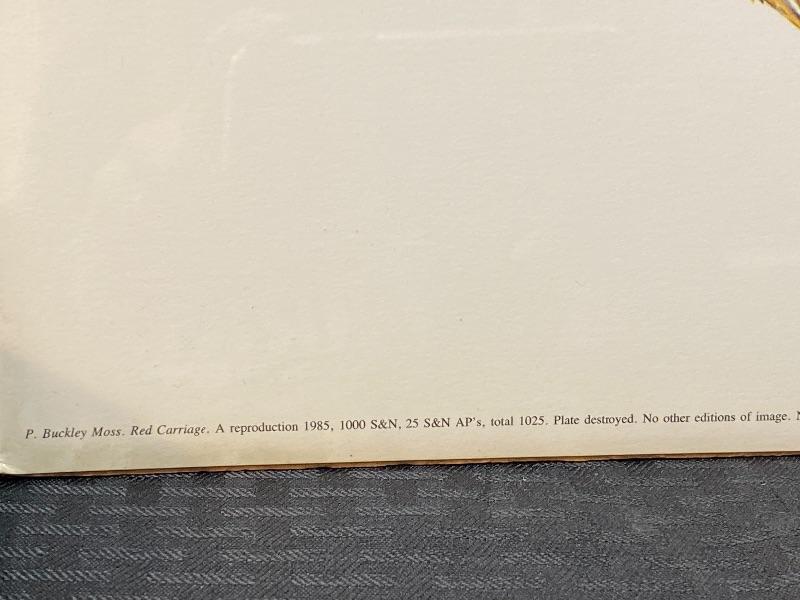 P. Buckley Moss. Red Carriage. A reproduction 1985, 1000 S&N, 25 S&N AP's, total 1025. Plate destroyed. No other editions of image.